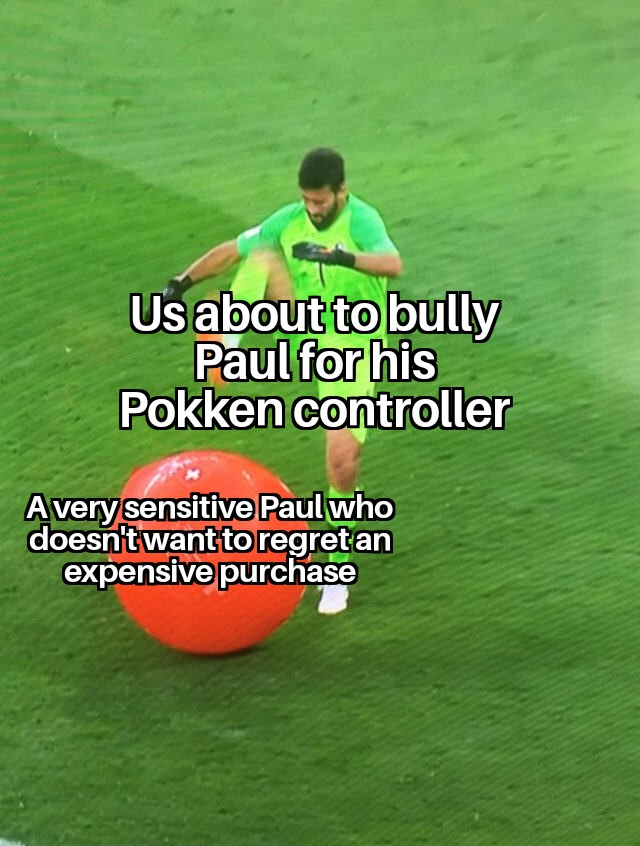 Us about to bully
Paul for his
Pokken controller
A very sensitive Paul who
doesn't want to regret an
expensive purchase